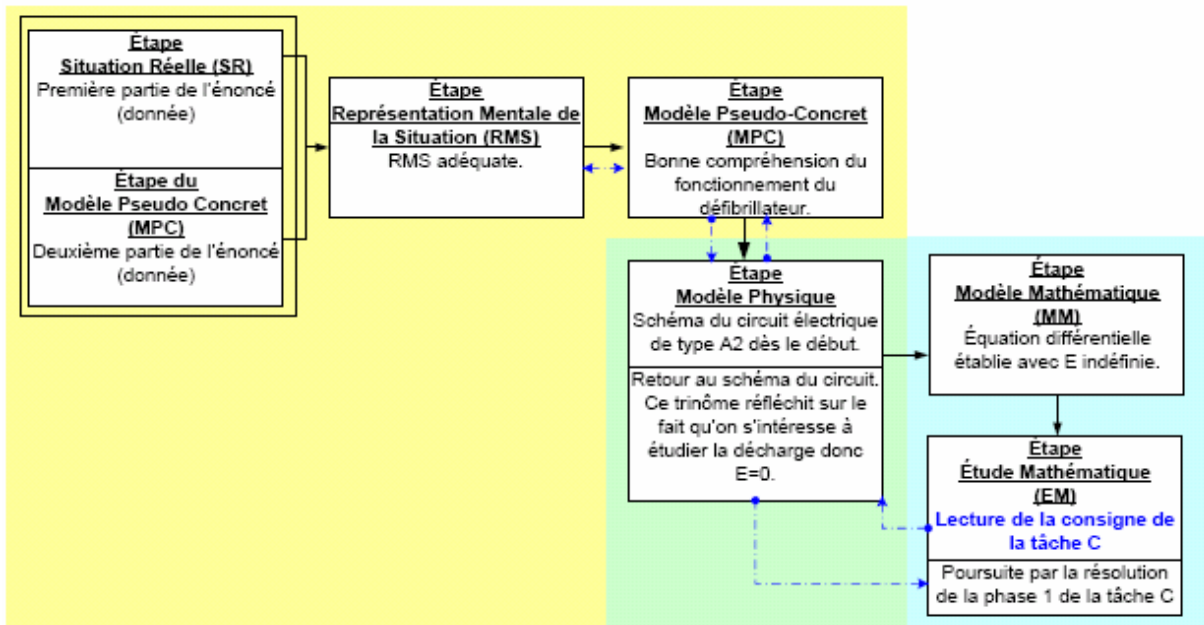 Étape
Situation Réelle (SR)
Première partie de l'énoncé
(donnée)
Étape du
Modèle Pseudo Concret
(MPC)
Deuxième partie de l'énoncé
(donnée)
Étape
Représentation Mentale de
la Situation (RMS)
RMS adéquate.
Étape
Modèle Pseudo-Concret
(MPC)
Bonne compréhension du
fonctionnement du
défibrillateur.
Étape
Modèle Physique
Schéma du circuit électrique
de type A2 dès le début.
Retour au schéma du circuit.
Ce trinôme réfléchit sur le
fait qu'on s'intéresse à
étudier la décharge donc
E=0.
Étape
Modèle Mathématique
(MM)
Équation différentielle
établie avec E indéfinie.
Étape
Étude Mathématique
(EM)
Lecture de la consigne de
la tâche C
Poursuite par la résolution
de la phase 1 de la tâche C